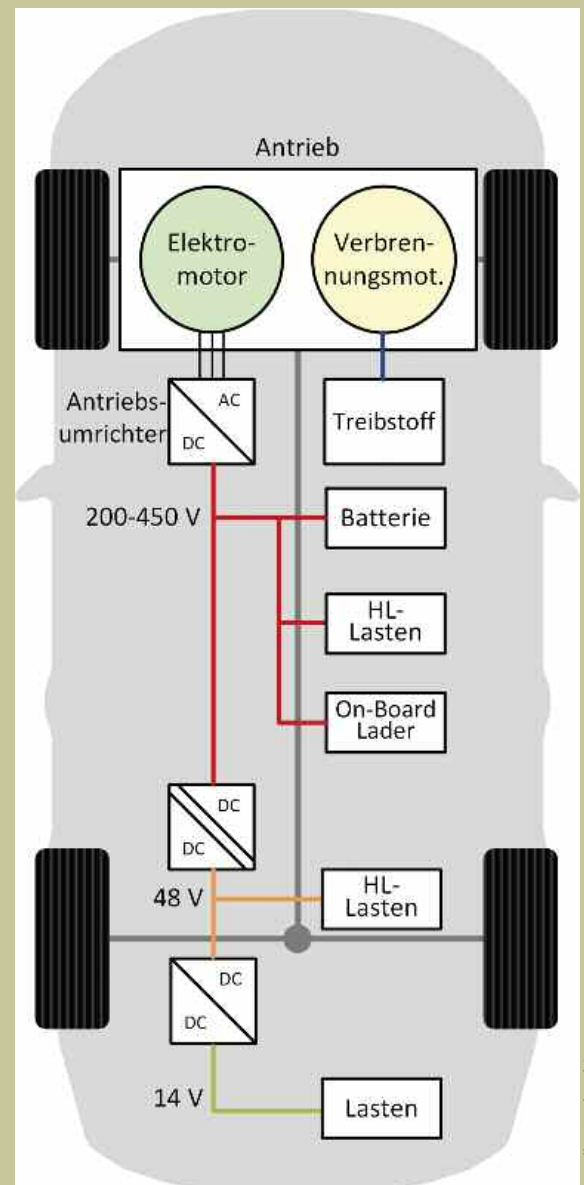 Antrieb
Elektro-
motor
Verbren-
nungsmot.
Antriebs-
umrichter
AC
DC
Treibstoff
200-450 V
Batterie
HL-
Lasten
On-Board
Lader
DC
DC
48 V
HL-
Lasten
DC
DC
14 V
Lasten